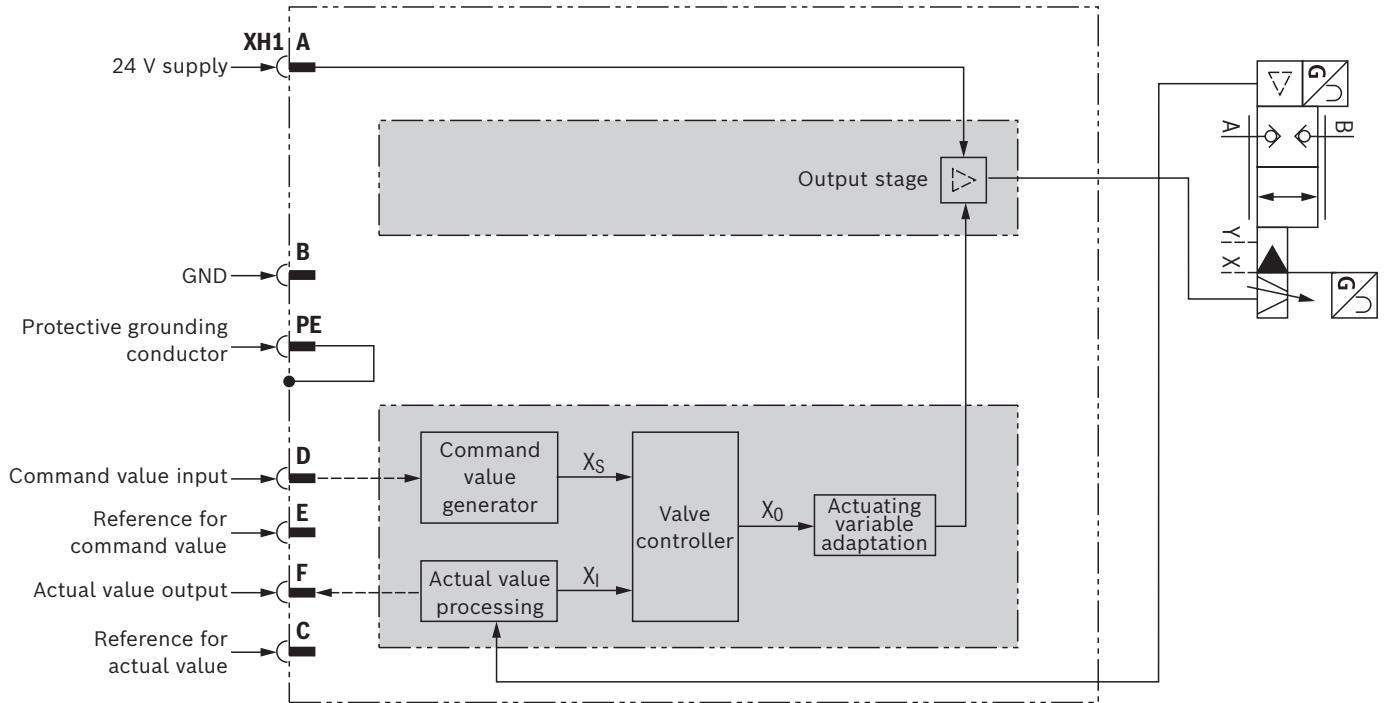 XH1 A
24 V supply
Output stage
B
GND
PE
Protective grounding
conductor
D
Command value input
E
Reference for
command value
F
Actual value output
C
Reference for
actual value
Command
value
generator
XS
Actual value
processing
XI
Valve
controller
XO
Actuating
variable
adaptation
G
U
A
B
Y
X
G
U